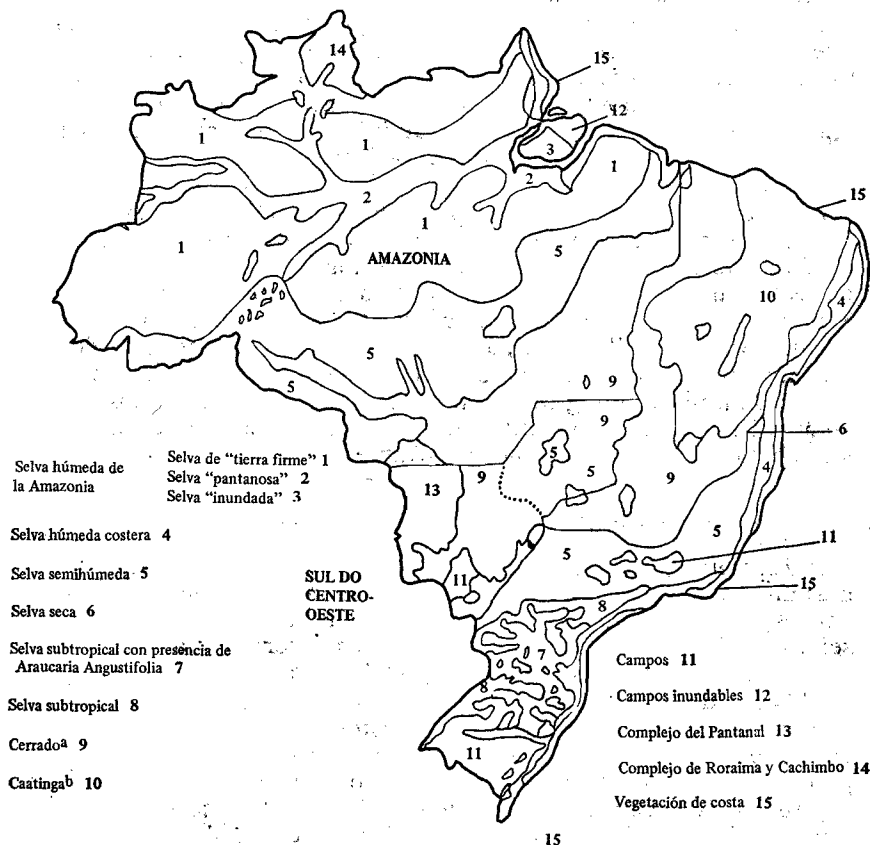 14
15
12
1
1
3
2
1
2
15
1
1
AMAZONIA
5
10
4
5
9
5
9
6
5
5
9
4
13
9
5
11
5
15
11
8
7
8
11
15
Selva húmeda de
la Amazonia
Selva de "tierra firme" 1
Selva "pantanosa" 2
Selva "inundada" 3
Selva húmeda costera 4
Selva semihúmeda 5
Selva seca 6
Selva subtropical con presencia de
Araucaria Angustifolia 7
Selva subtropical 8
Cerradoᵃ 9
Caatingaᵇ 10
SUL DO
CENTRO-
OESTE
Campos 11
Campos inundables 12
Complejo del Pantanal 13
Complejo de Roraima y Cachimbo 14
Vegetación de costa 15